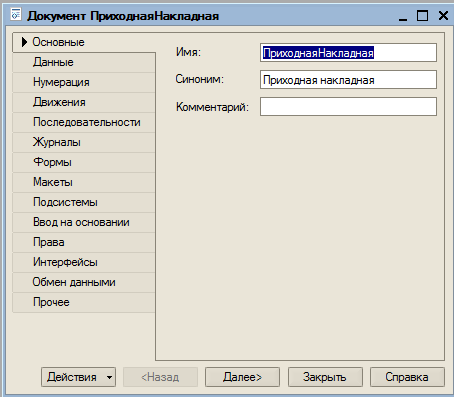 Документ ПриходнаяНакладная
Основные
Данные
Нумерация
Движения
Последовательности
Журналы
Формы
Макеты
Подсистемы
Ввод на основании
Права
Интерфейсы
Обмен данными
Прочее
Имя: ПриходнаяНакладная
Синоним: Приходная накладная
Комментарий:
Действия <Назад Далее> Закрыть Справка